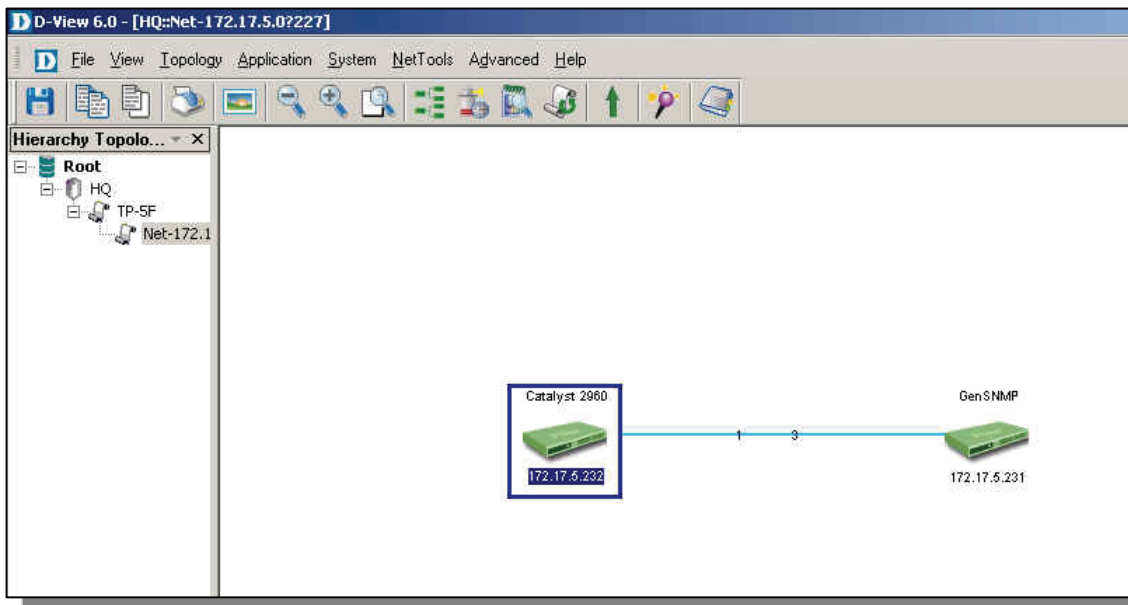 D-View 6.0 - [HQ::Net-172.17.5.0?227]
File View Topology Application System NetTools Advanced Help
Hierarchy Topolo...
Root
HQ
TP-5F
Net-172.1
Catalyst 2960
172.17.5.232
1 3
GenSNMP
172.17.5.231